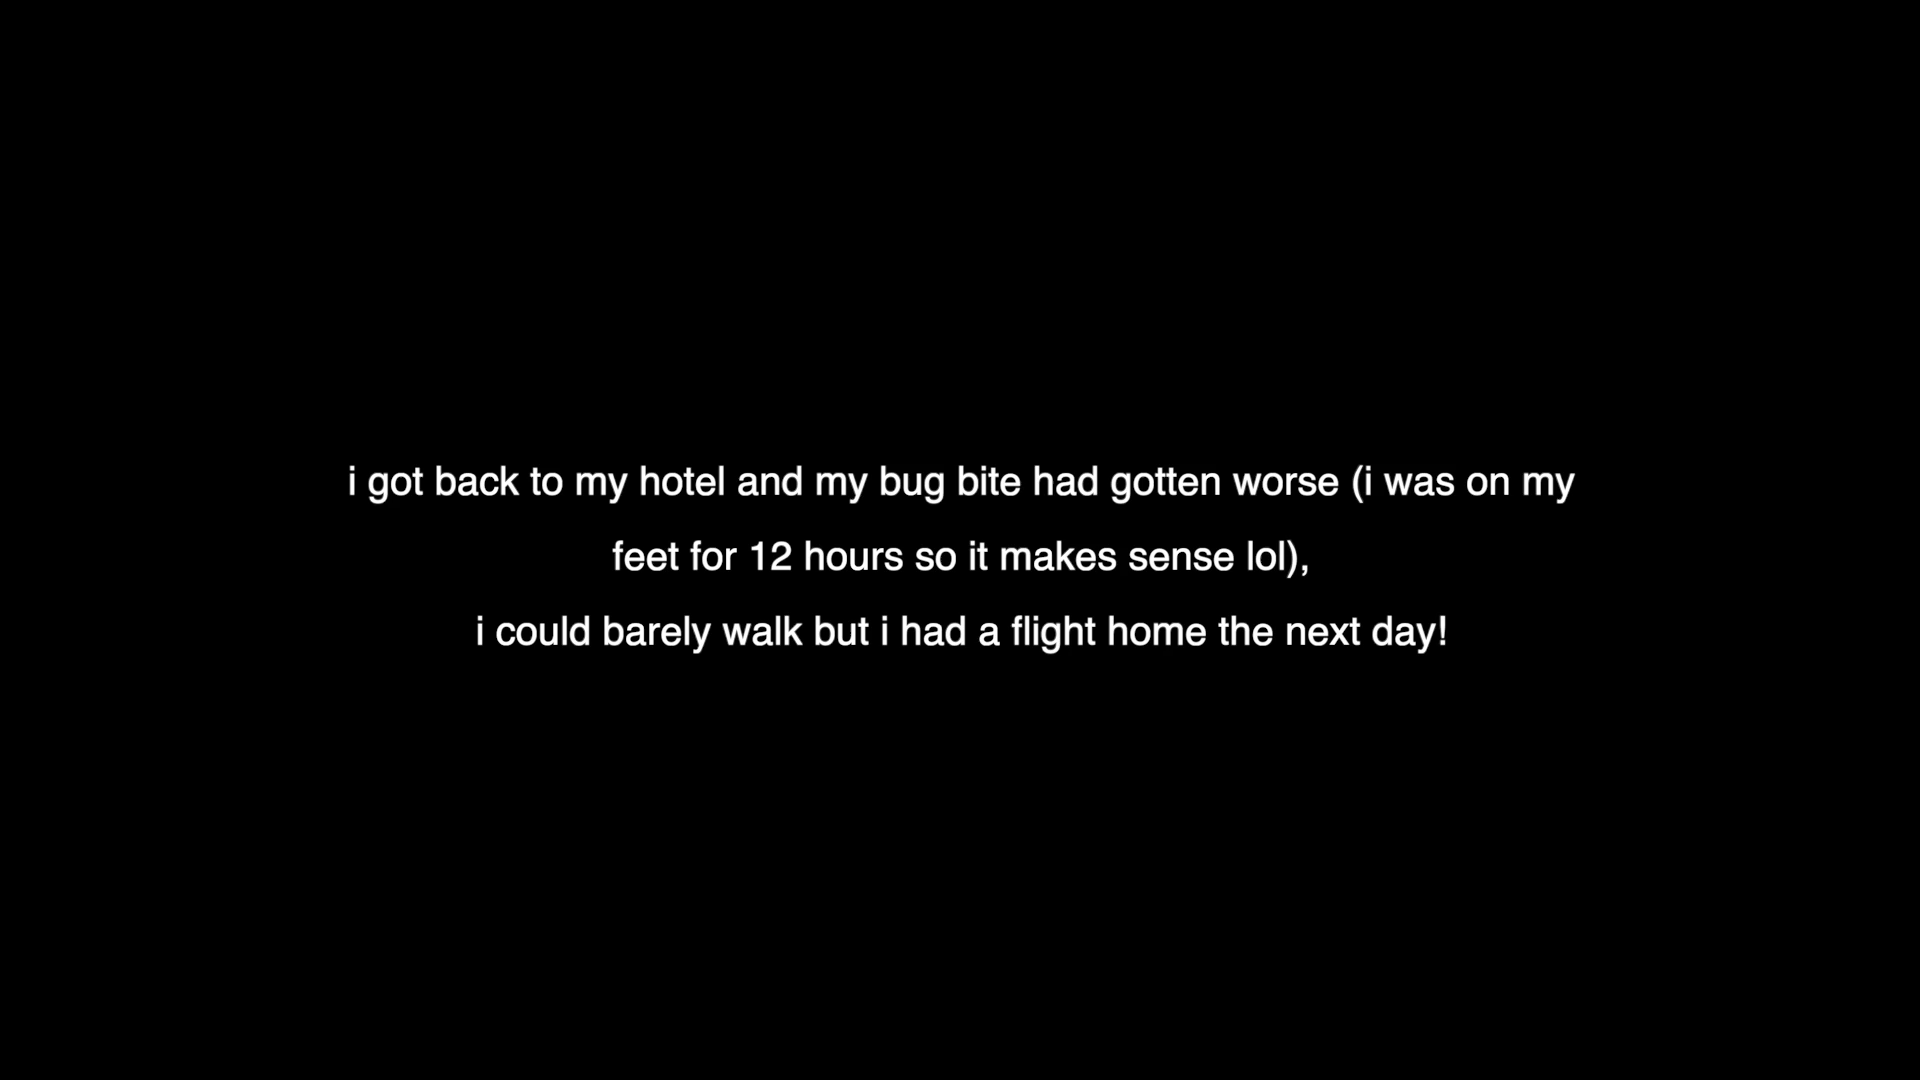 i got back to my hotel and my bug bite had gotten worse (i was on my
feet for 12 hours so it makes sense lol),
i could barely walk but i had a flight home the next day!